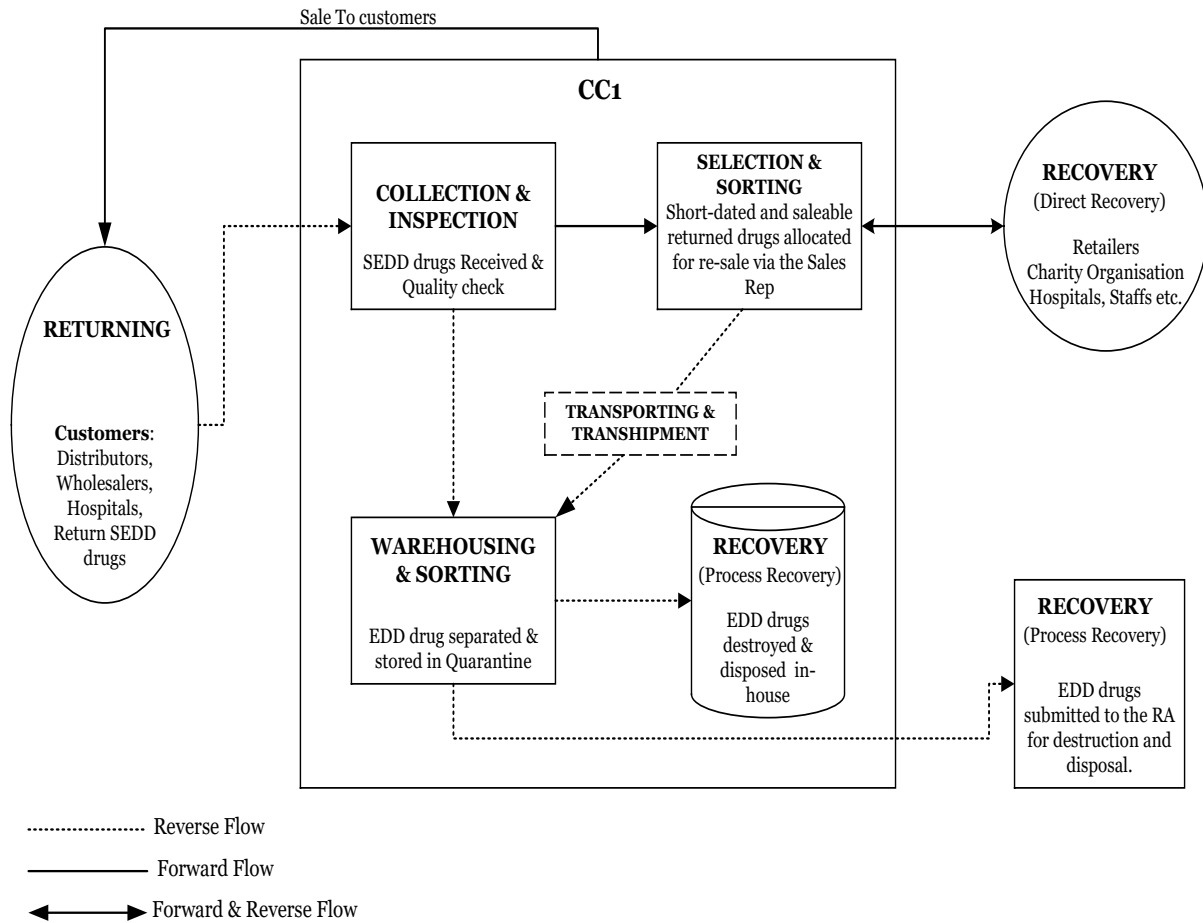 Sale To customers
CC1
COLLECTION &
INSPECTION
SEDD drugs Received &
Quality check
SELECTION &
SORTING
Short-dated and saleable
returned drugs allocated
for re-sale via the Sales
Rep
RECOVERY
(Direct Recovery)
Retailers
Charity Organisation
Hospitals, Staffs etc.
RETURNING
Customers:
Distributors,
Wholesalers,
Hospitals,
Return SEDD
drugs
TRANSPORTING &
TRANSHIPMENT
WAREHOUSING
& SORTING
EDD drug separated &
stored in Quarantine
RECOVERY
(Process Recovery)
EDD drugs
destroyed &
disposed in-
house
RECOVERY
(Process Recovery)
EDD drugs
submitted to the RA
for destruction and
disposal.
Reverse Flow
Forward Flow
Forward & Reverse Flow